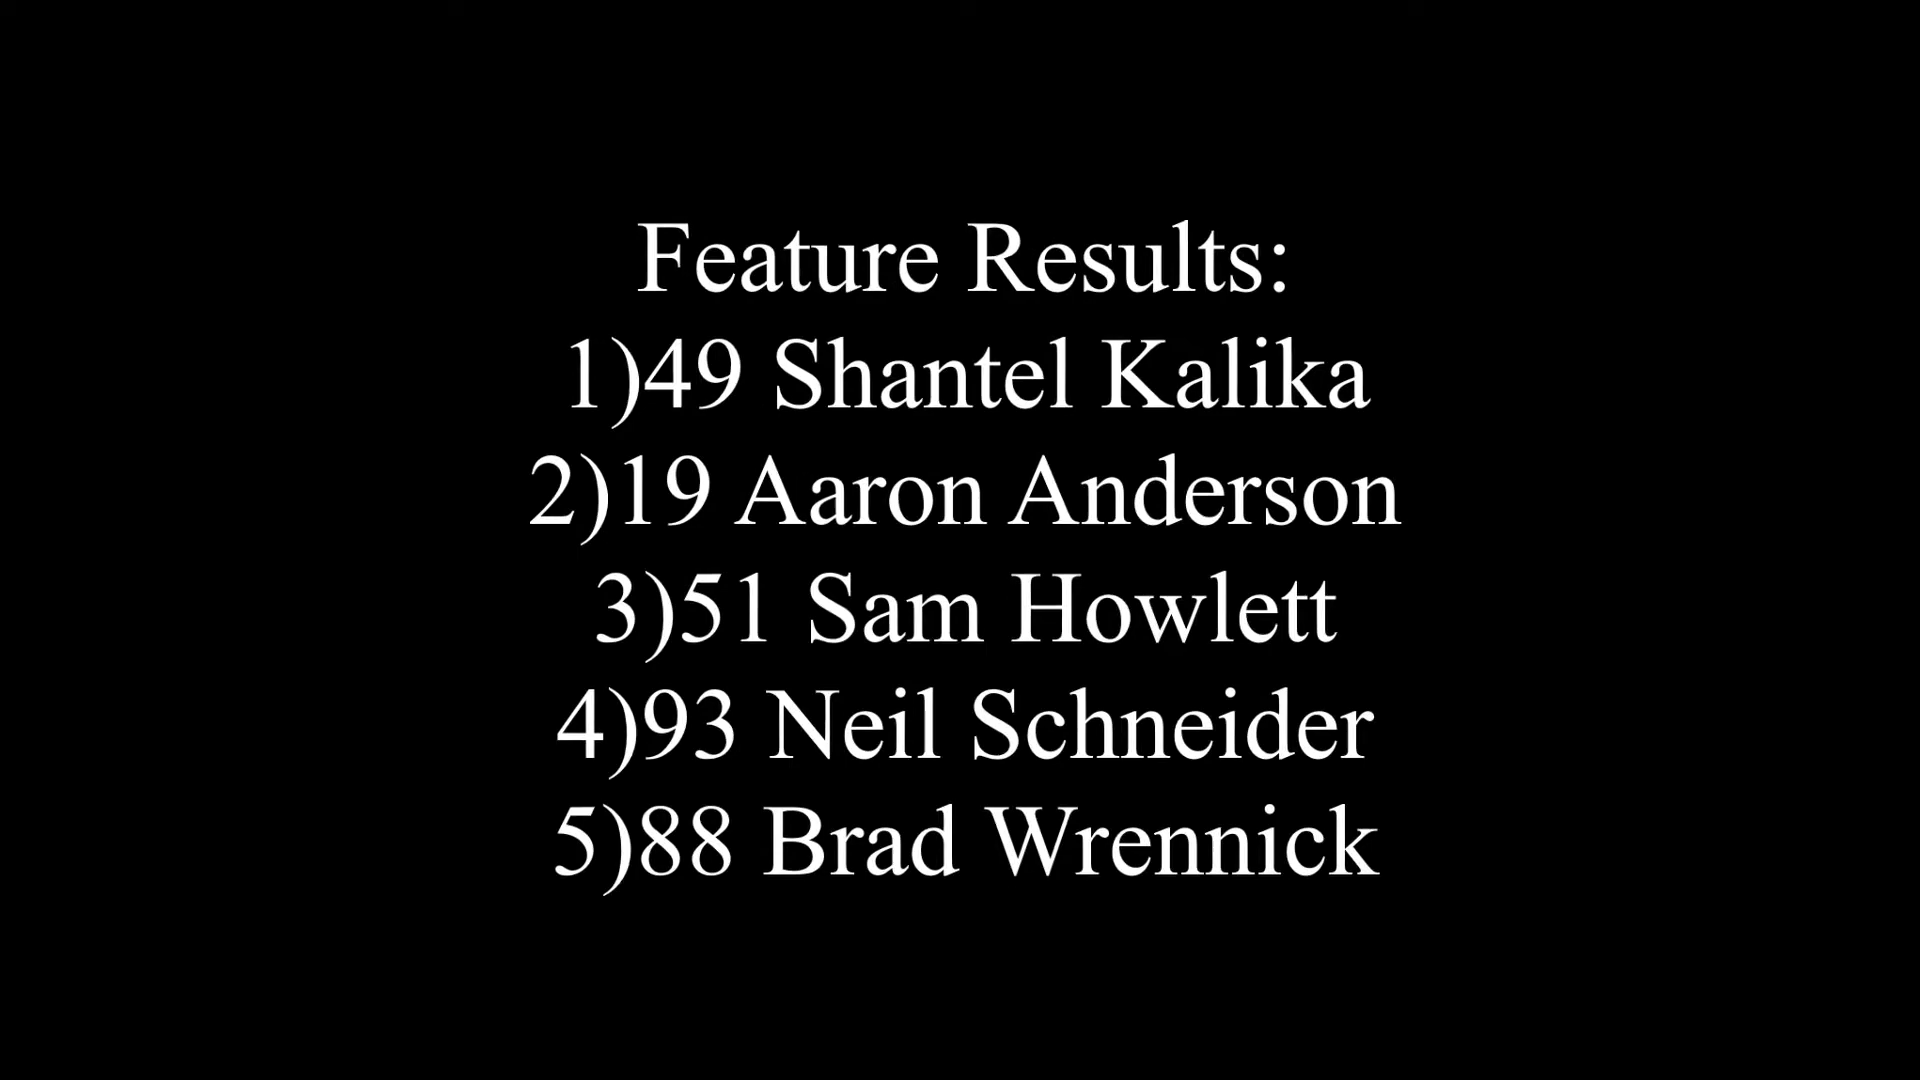 Feature Results:
1)49 Shantel Kalika
2)19 Aaron Anderson
3)51 Sam Howlett
4)93 Neil Schneider
5)88 Brad Wrennick